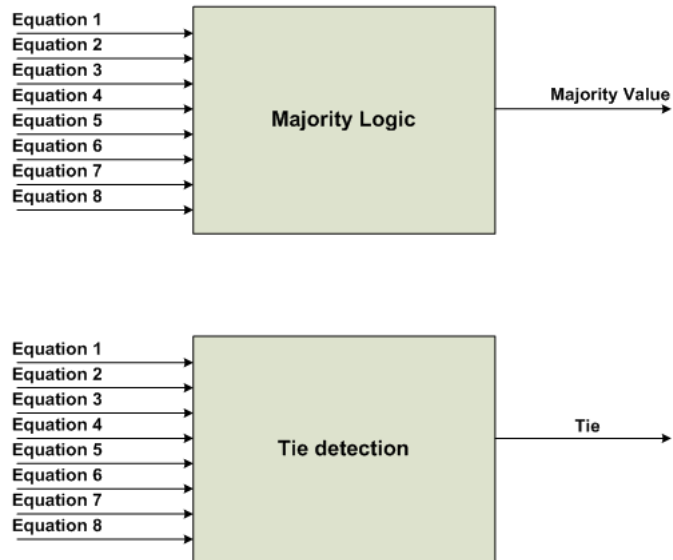 Equation 1
Equation 2
Equation 3
Equation 4
Equation 5
Equation 6
Equation 7
Equation 8
Majority Logic
Majority Value
Equation 1
Equation 2
Equation 3
Equation 4
Equation 5
Equation 6
Equation 7
Equation 8
Tie detection
Tie